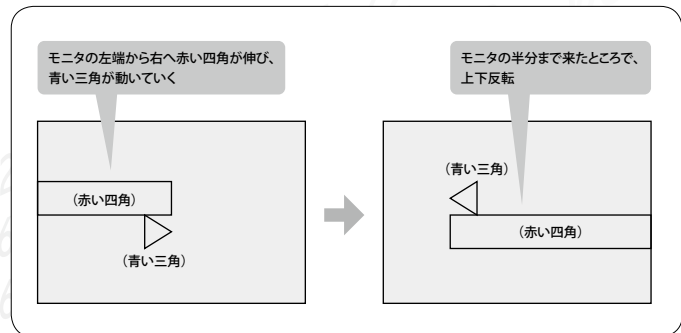 モニタの左端から右へ赤い四角が伸び、
青い三角が動いていく
モニタの半分まで来たところで、
上下反転
(赤い四角)
(青い三角)
(青い三角)
(赤い四角)